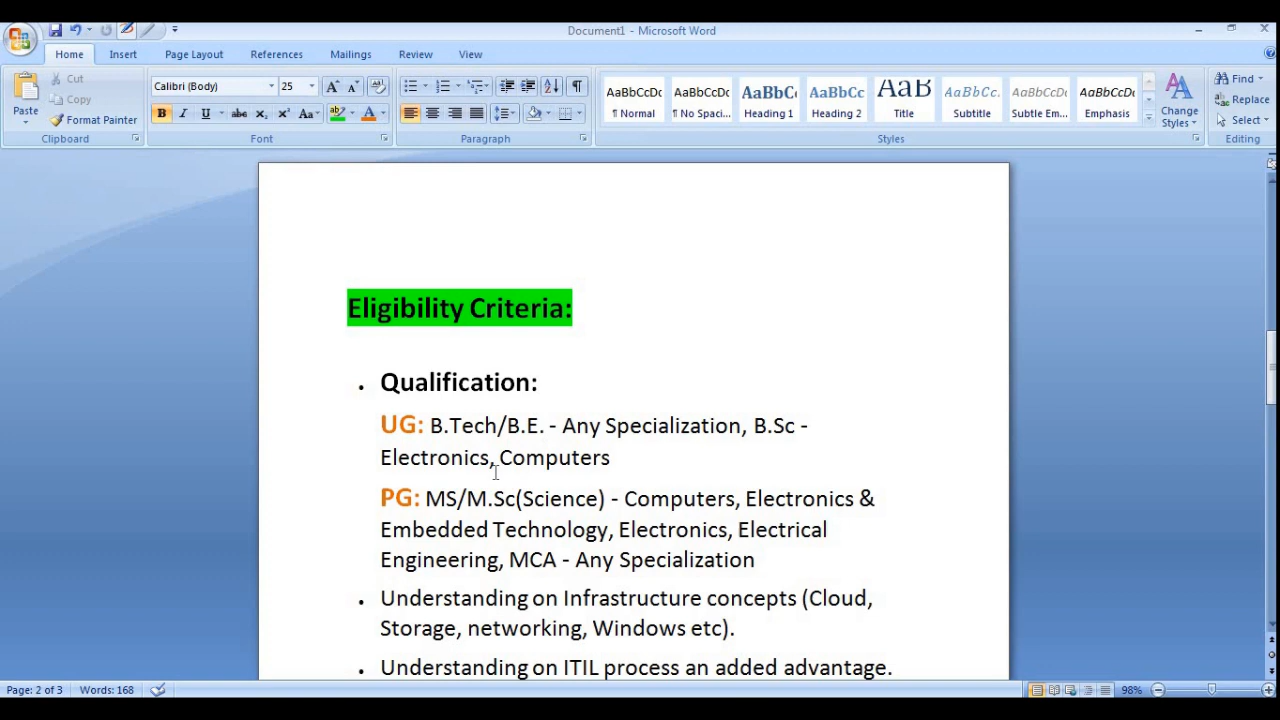 Document1 - Microsoft Word
Home Insert Page Layout References Mailings Review View
Paste
Cut
Copy
Format Painter
Clipboard
Calibri (Body) 25
Font
Paragraph
AaBbCcDc AaBbCcDc AaBbC AaBbCc AaB AaBbCc. AaBbCcDc AaBbCcDc
¶ Normal ¶ No Spaci... Heading 1 Heading 2 Title Subtitle Subtle Em... Emphasis
Change
Styles
Styles
Find
Replace
Select
Editing
Eligibility Criteria:
• Qualification:
UG: B.Tech/B.E. - Any Specialization, B.Sc -
Electronics, Computers
PG: MS/M.Sc(Science) - Computers, Electronics &
Embedded Technology, Electronics, Electrical
Engineering, MCA - Any Specialization
• Understanding on Infrastructure concepts (Cloud,
Storage, networking, Windows etc).
• Understanding on ITIL process an added advantage.
Page: 2 of 3 Words: 168 98%